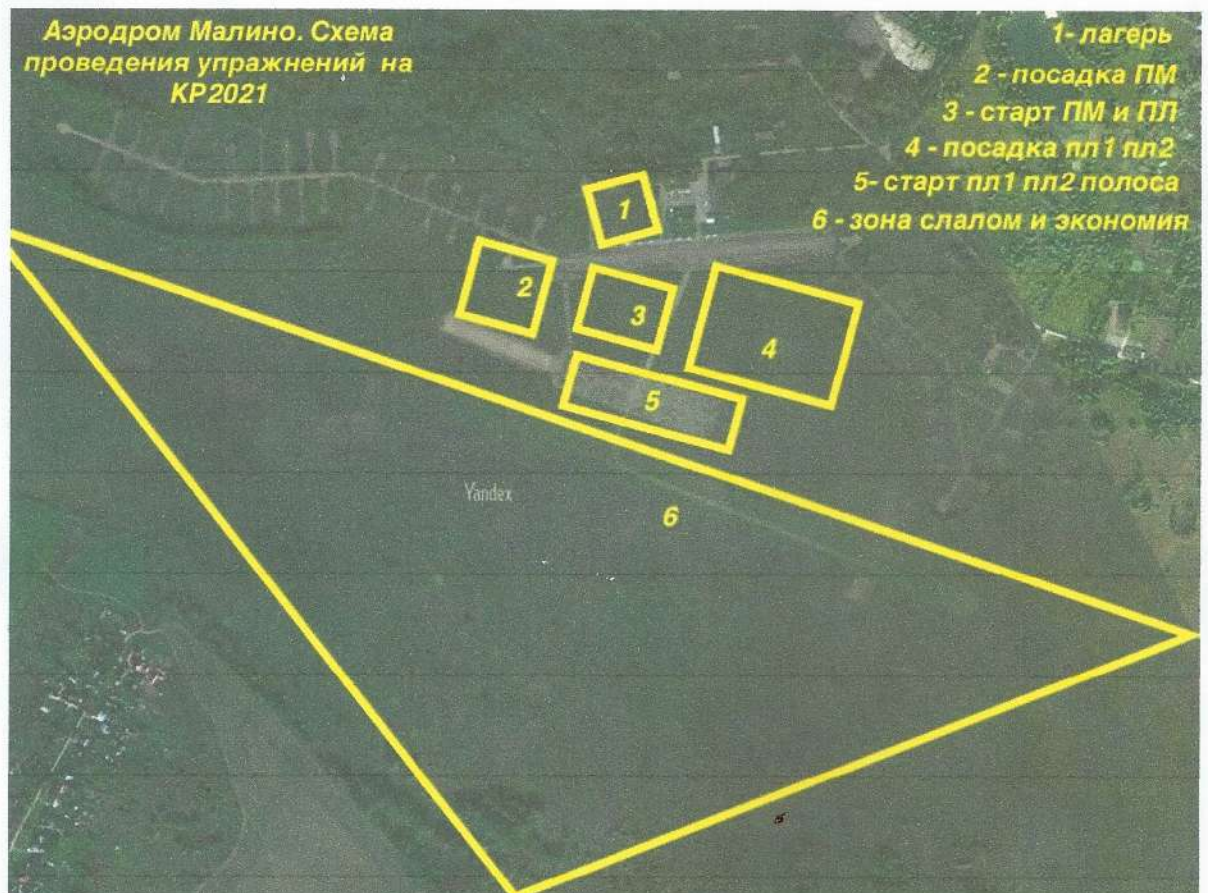 Аэродром Малино. Схема
проведения упражнений на
КР2021
1- лагерь
2 - посадка ПМ
3 - старт ПМ и ПЛ
4 - посадка пл1 пл2
5- старт пл1 пл2 полоса
6 - зона слалом и экономия
1
2
3
4
5
6
Yandex